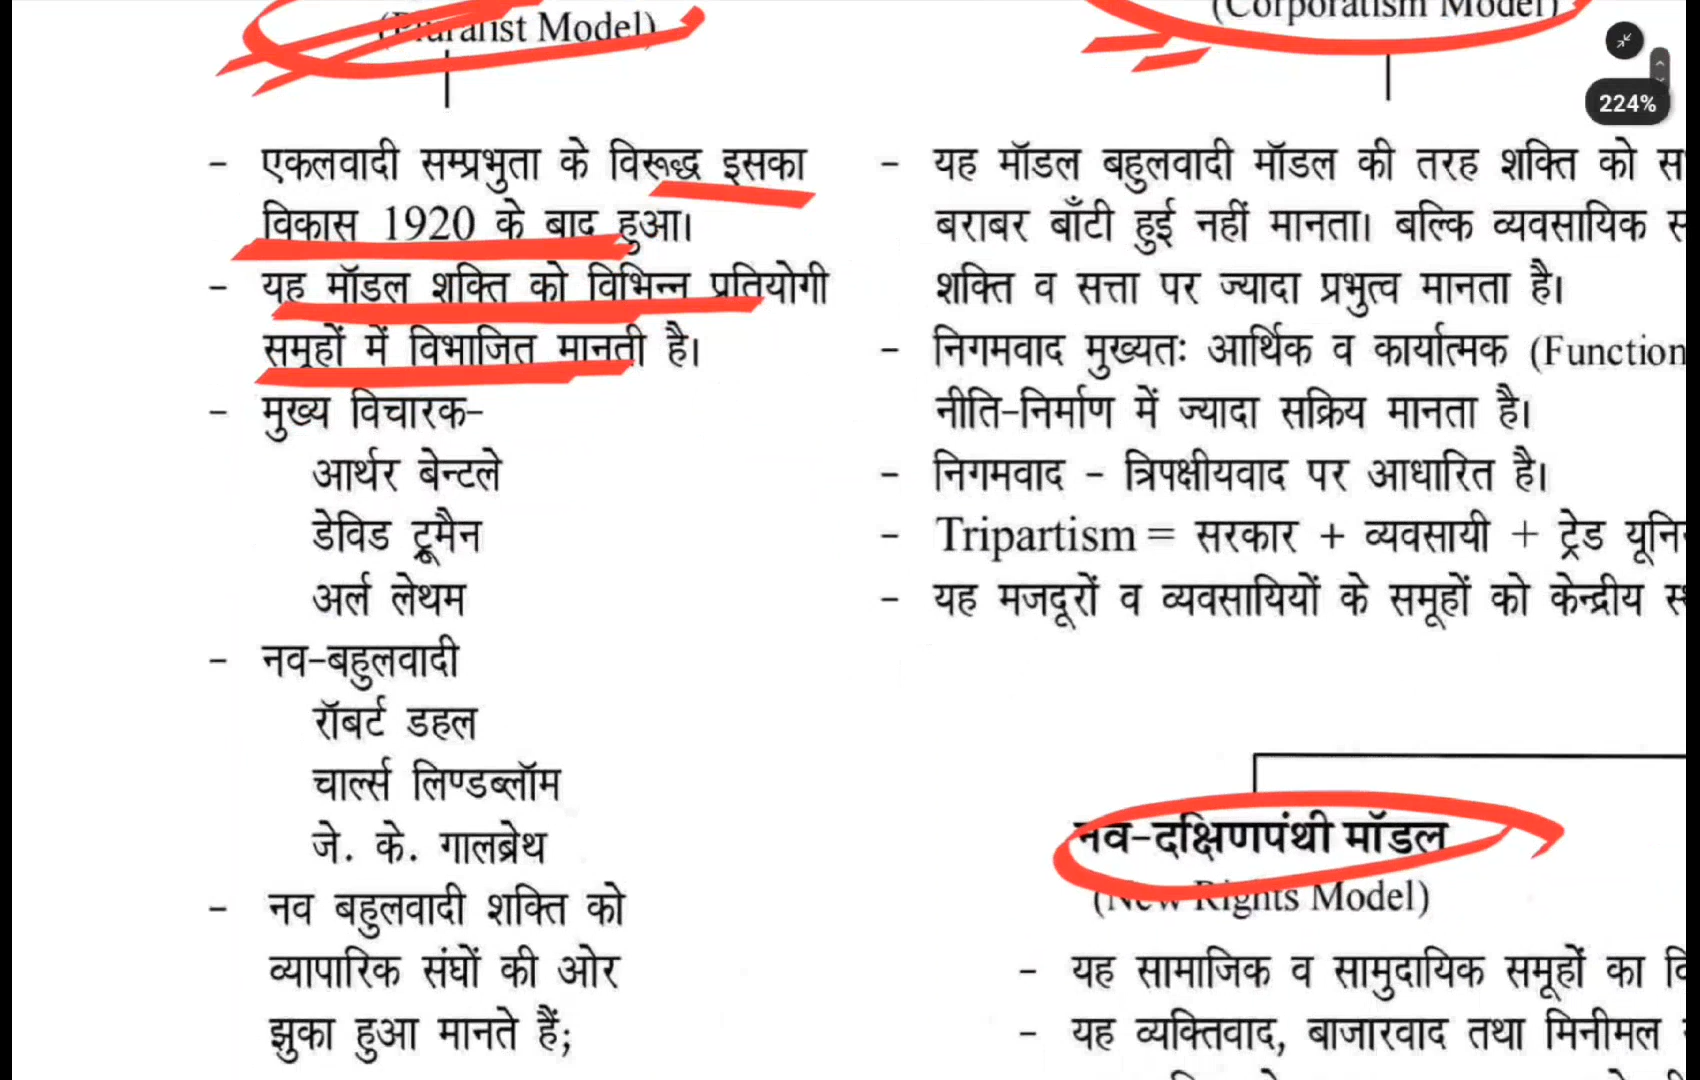 (Pluralist Model)
- एकलवादी सम्प्रभुता के विरूद्ध इसका
विकास 1920 के बाद हुआ।
- यह मॉडल शक्ति को विभिन्न प्रतियोगी
समूहों में विभाजित मानती है।
- मुख्य विचारक-
आर्थर बेन्टले
डेविड ट्रूमैन
अर्ल लेथम
- नव-बहुलवादी
रॉबर्ट डहल
चार्ल्स लिण्डब्लॉम
जे. के. गालब्रेथ
- नव बहुलवादी शक्ति को
व्यापारिक संघों की ओर
झुका हुआ मानते हैं;
(Corporatism Model)
224%
- यह मॉडल बहुलवादी मॉडल की तरह शक्ति को
बराबर बाँटी हुई नहीं मानता। बल्कि व्यवसायिक
शक्ति व सत्ता पर ज्यादा प्रभुत्व मानता है।
- निगमवाद मुख्यतः आर्थिक व कार्यात्मक (Function
नीति-निर्माण में ज्यादा सक्रिय मानता है।
- निगमवाद - त्रिपक्षीयवाद पर आधारित है।
- Tripartism = सरकार + व्यवसायी + ट्रेड यूनि
- यह मजदूरों व व्यवसायियों के समूहों को केन्द्रीय
नव-दक्षिणपंथी मॉडल
(New Rights Model)
- यह सामाजिक व सामुदायिक समूहों का
- यह व्यक्तिवाद, बाजारवाद तथा मिनीमल